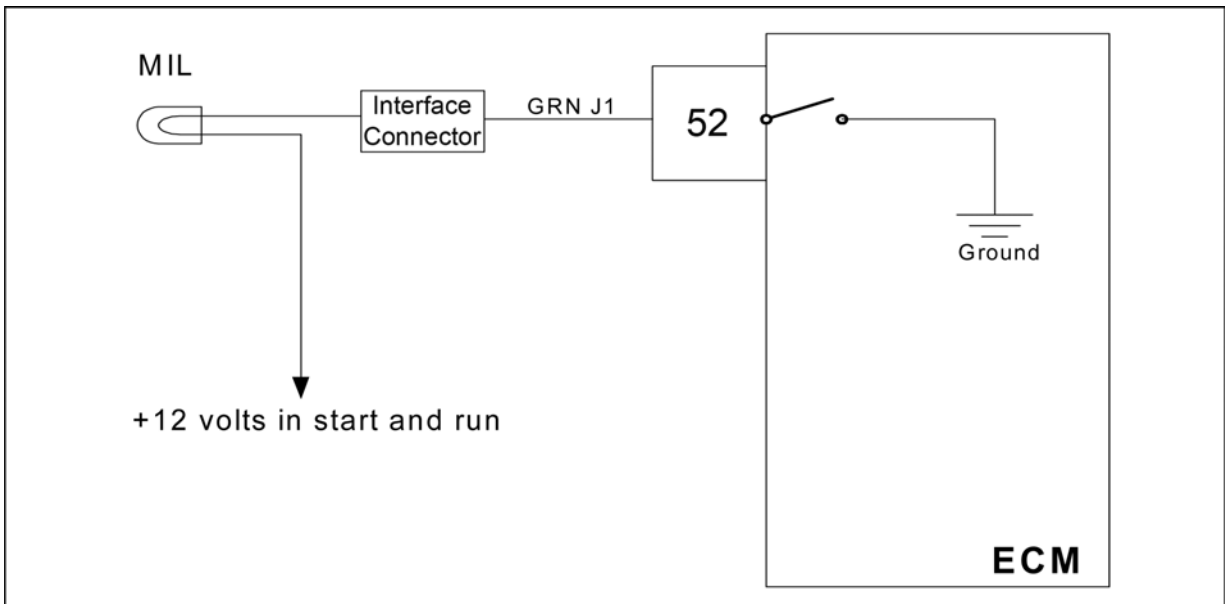 MIL
Interface
Connector
GRN J1
52
Ground
+12 volts in start and run
ECM